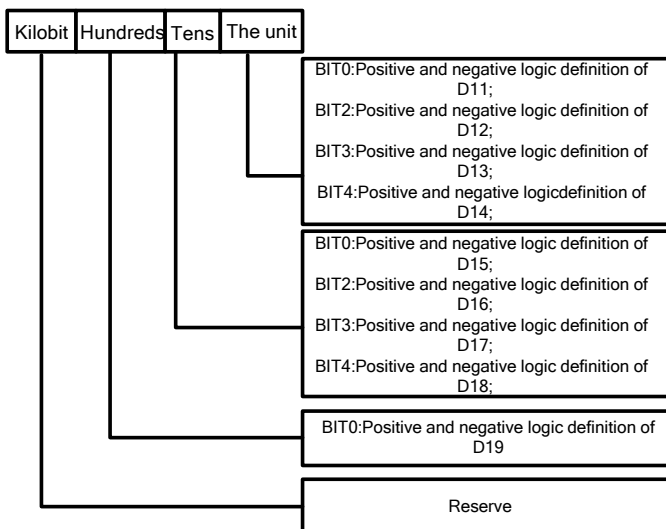 Kilobit Hundreds Tens The unit
BIT0:Positive and negative logic definition of
D11;
BIT2:Positive and negative logic definition of
D12;
BIT3:Positive and negative logic definition of
D13;
BIT4:Positive and negative logicdefinition of
D14;
BIT0:Positive and negative logic definition of
D15;
BIT2:Positive and negative logic definition of
D16;
BIT3:Positive and negative logic definition of
D17;
BIT4:Positive and negative logic definition of
D18;
BIT0:Positive and negative logic definition of
D19
Reserve